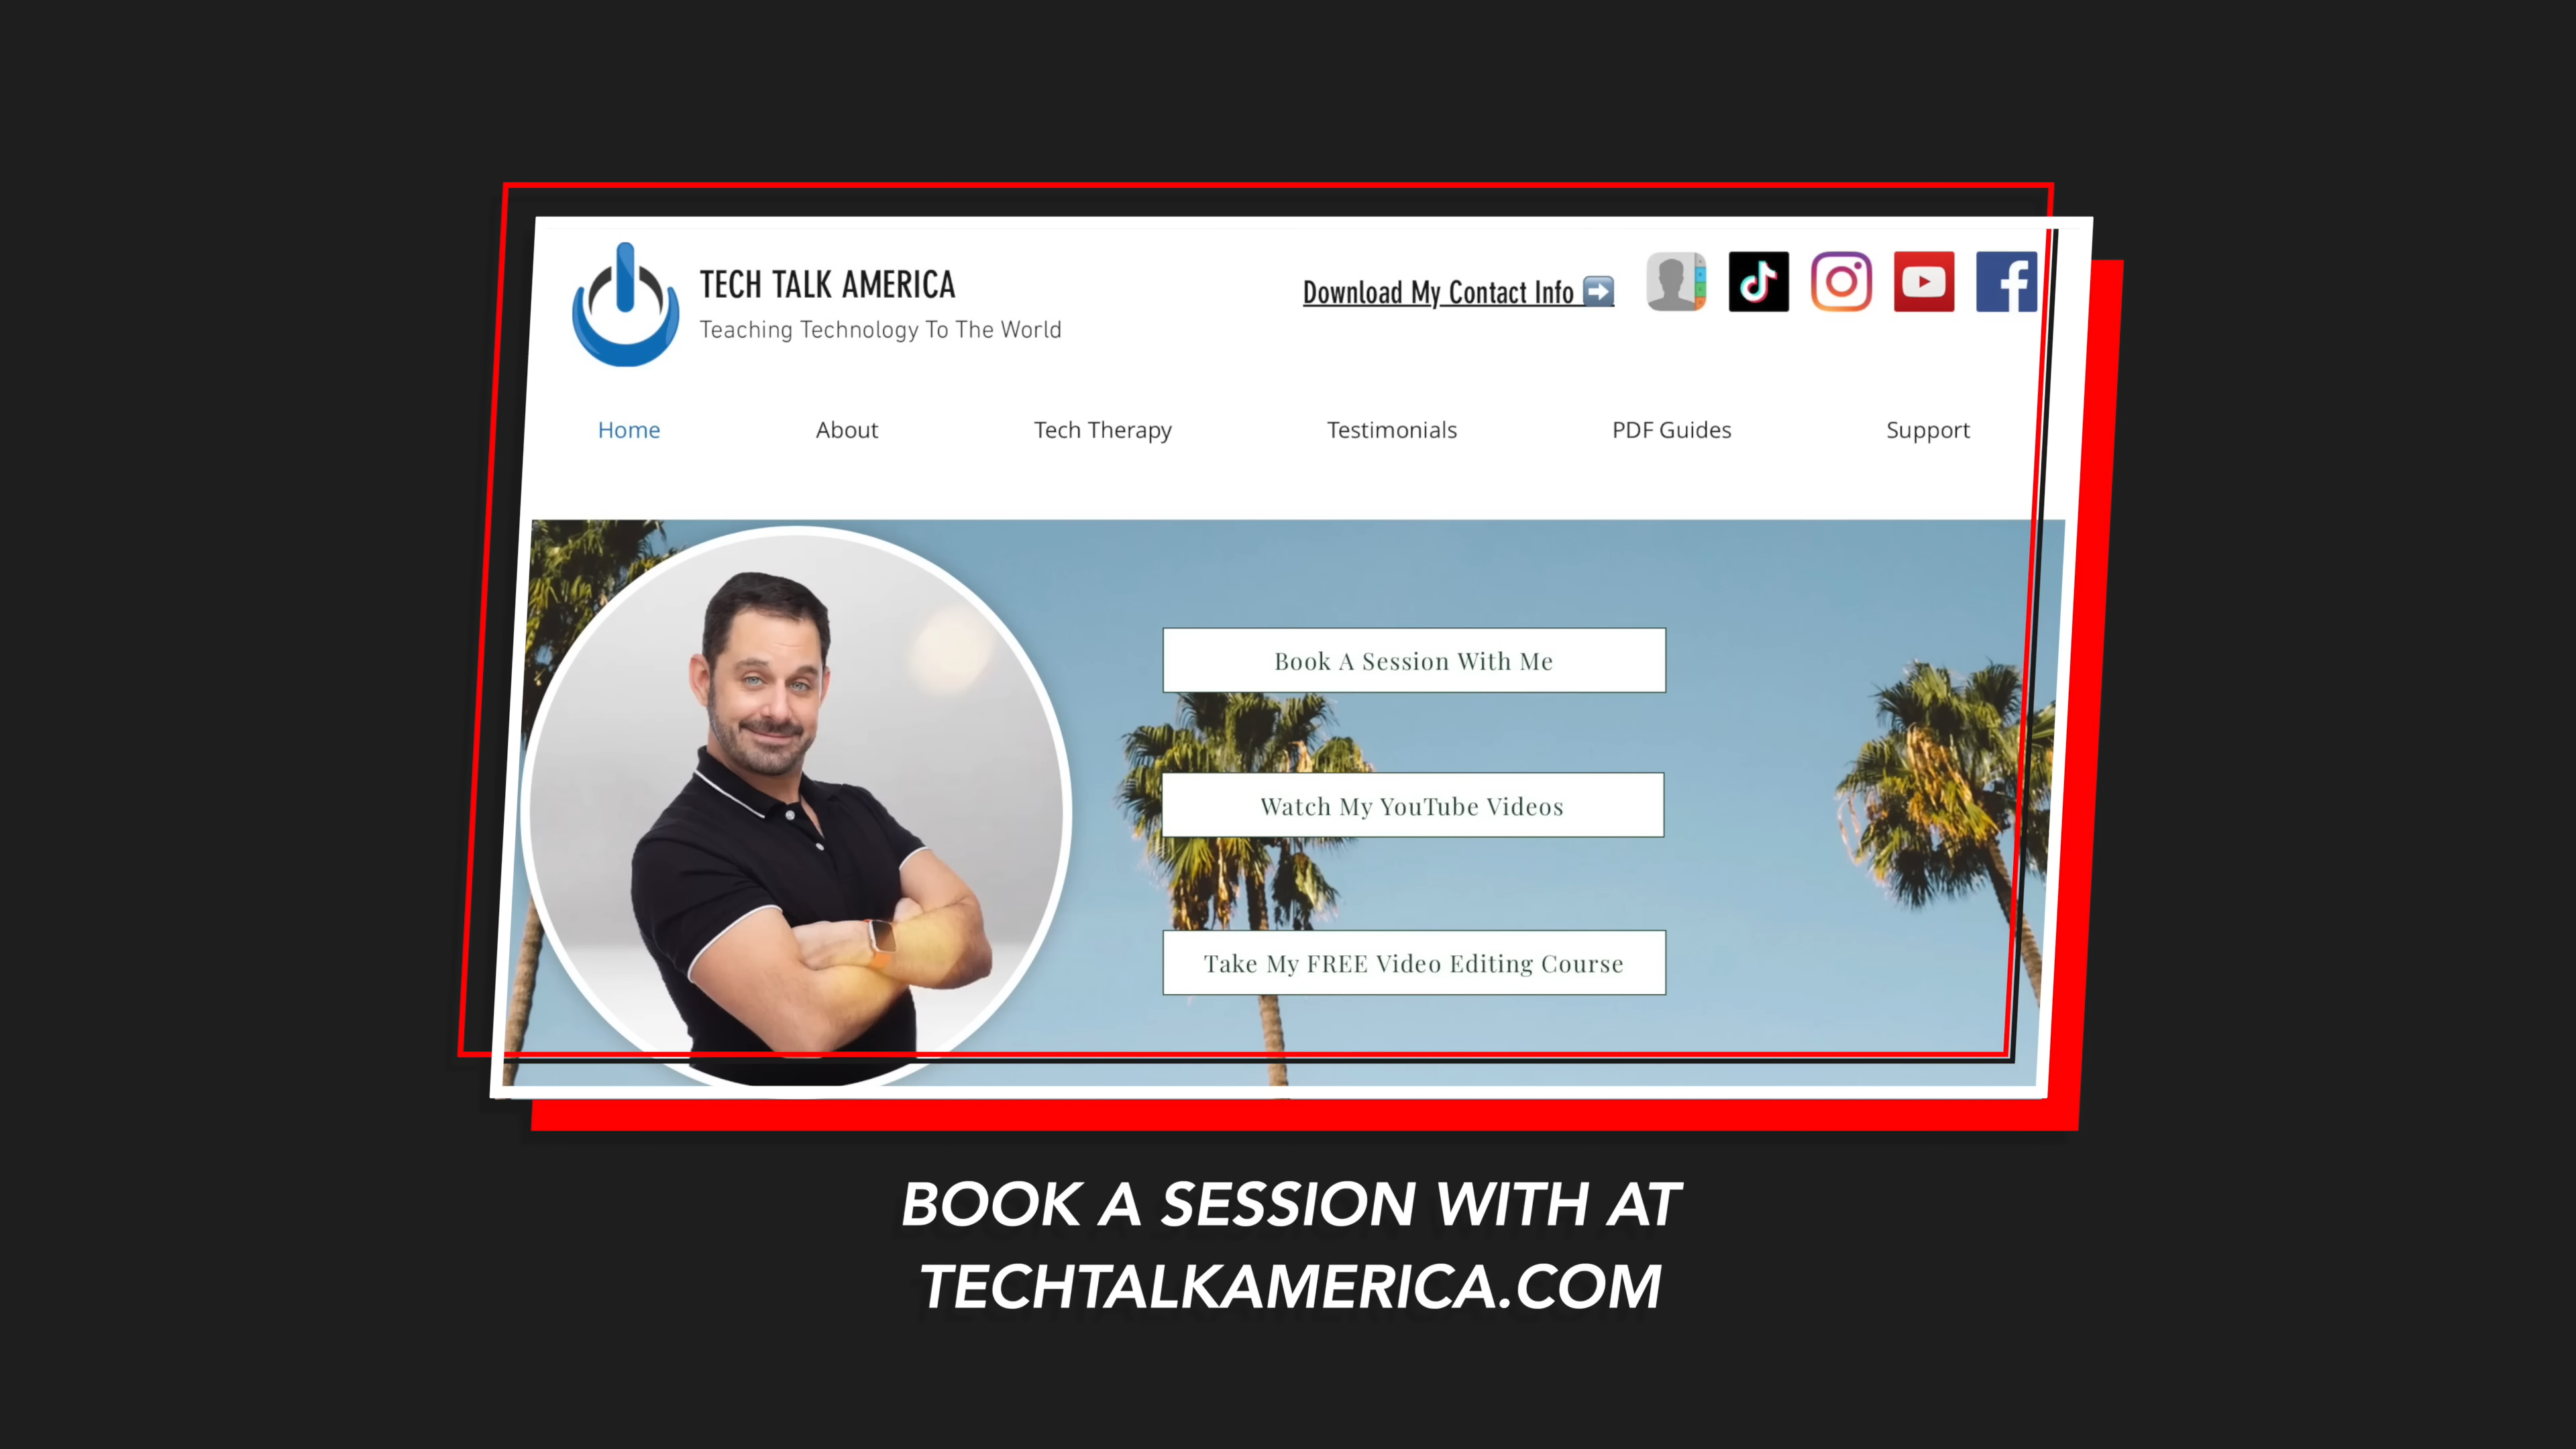 TECH TALK AMERICA
Teaching Technology To The World
Download My Contact Info
Home
About
Tech Therapy
Testimonials
PDF Guides
Support
Book A Session With Me
Watch My YouTube Videos
Take My FREE Video Editing Course
BOOK A SESSION WITH AT
TECHTALKAMERICA.COM